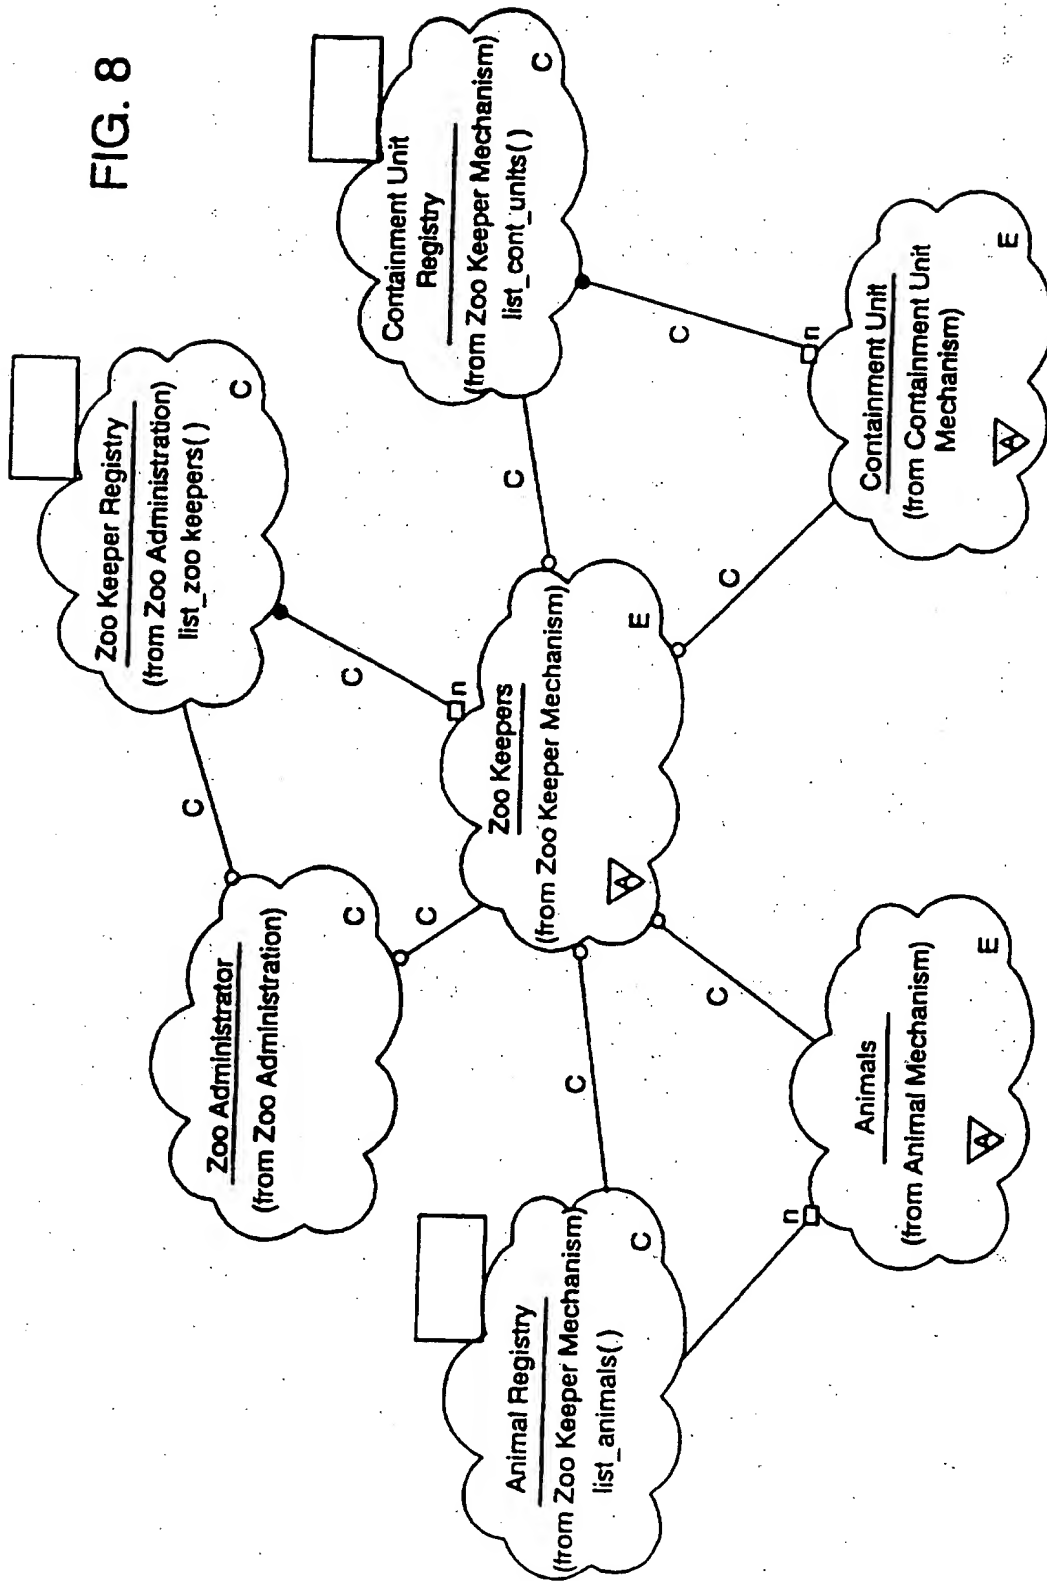 FIG. 8
Zoo Administrator
(from Zoo Administration)
C
C
Zoo Keeper Registry
(from Zoo Administration)
list_zoo keepers( )
C
C
C
n
Animal Registry
(from Zoo Keeper Mechanism)
list_animals( )
C
C
Zoo Keepers
(from Zoo Keeper Mechanism)
A
E
C
Containment Unit
Registry
(from Zoo Keeper Mechanism)
list_cont_units( )
C
C
n
C
C
n
Animals
(from Animal Mechanism)
A
E
Containment Unit
(from Containment Unit
Mechanism)
A
E